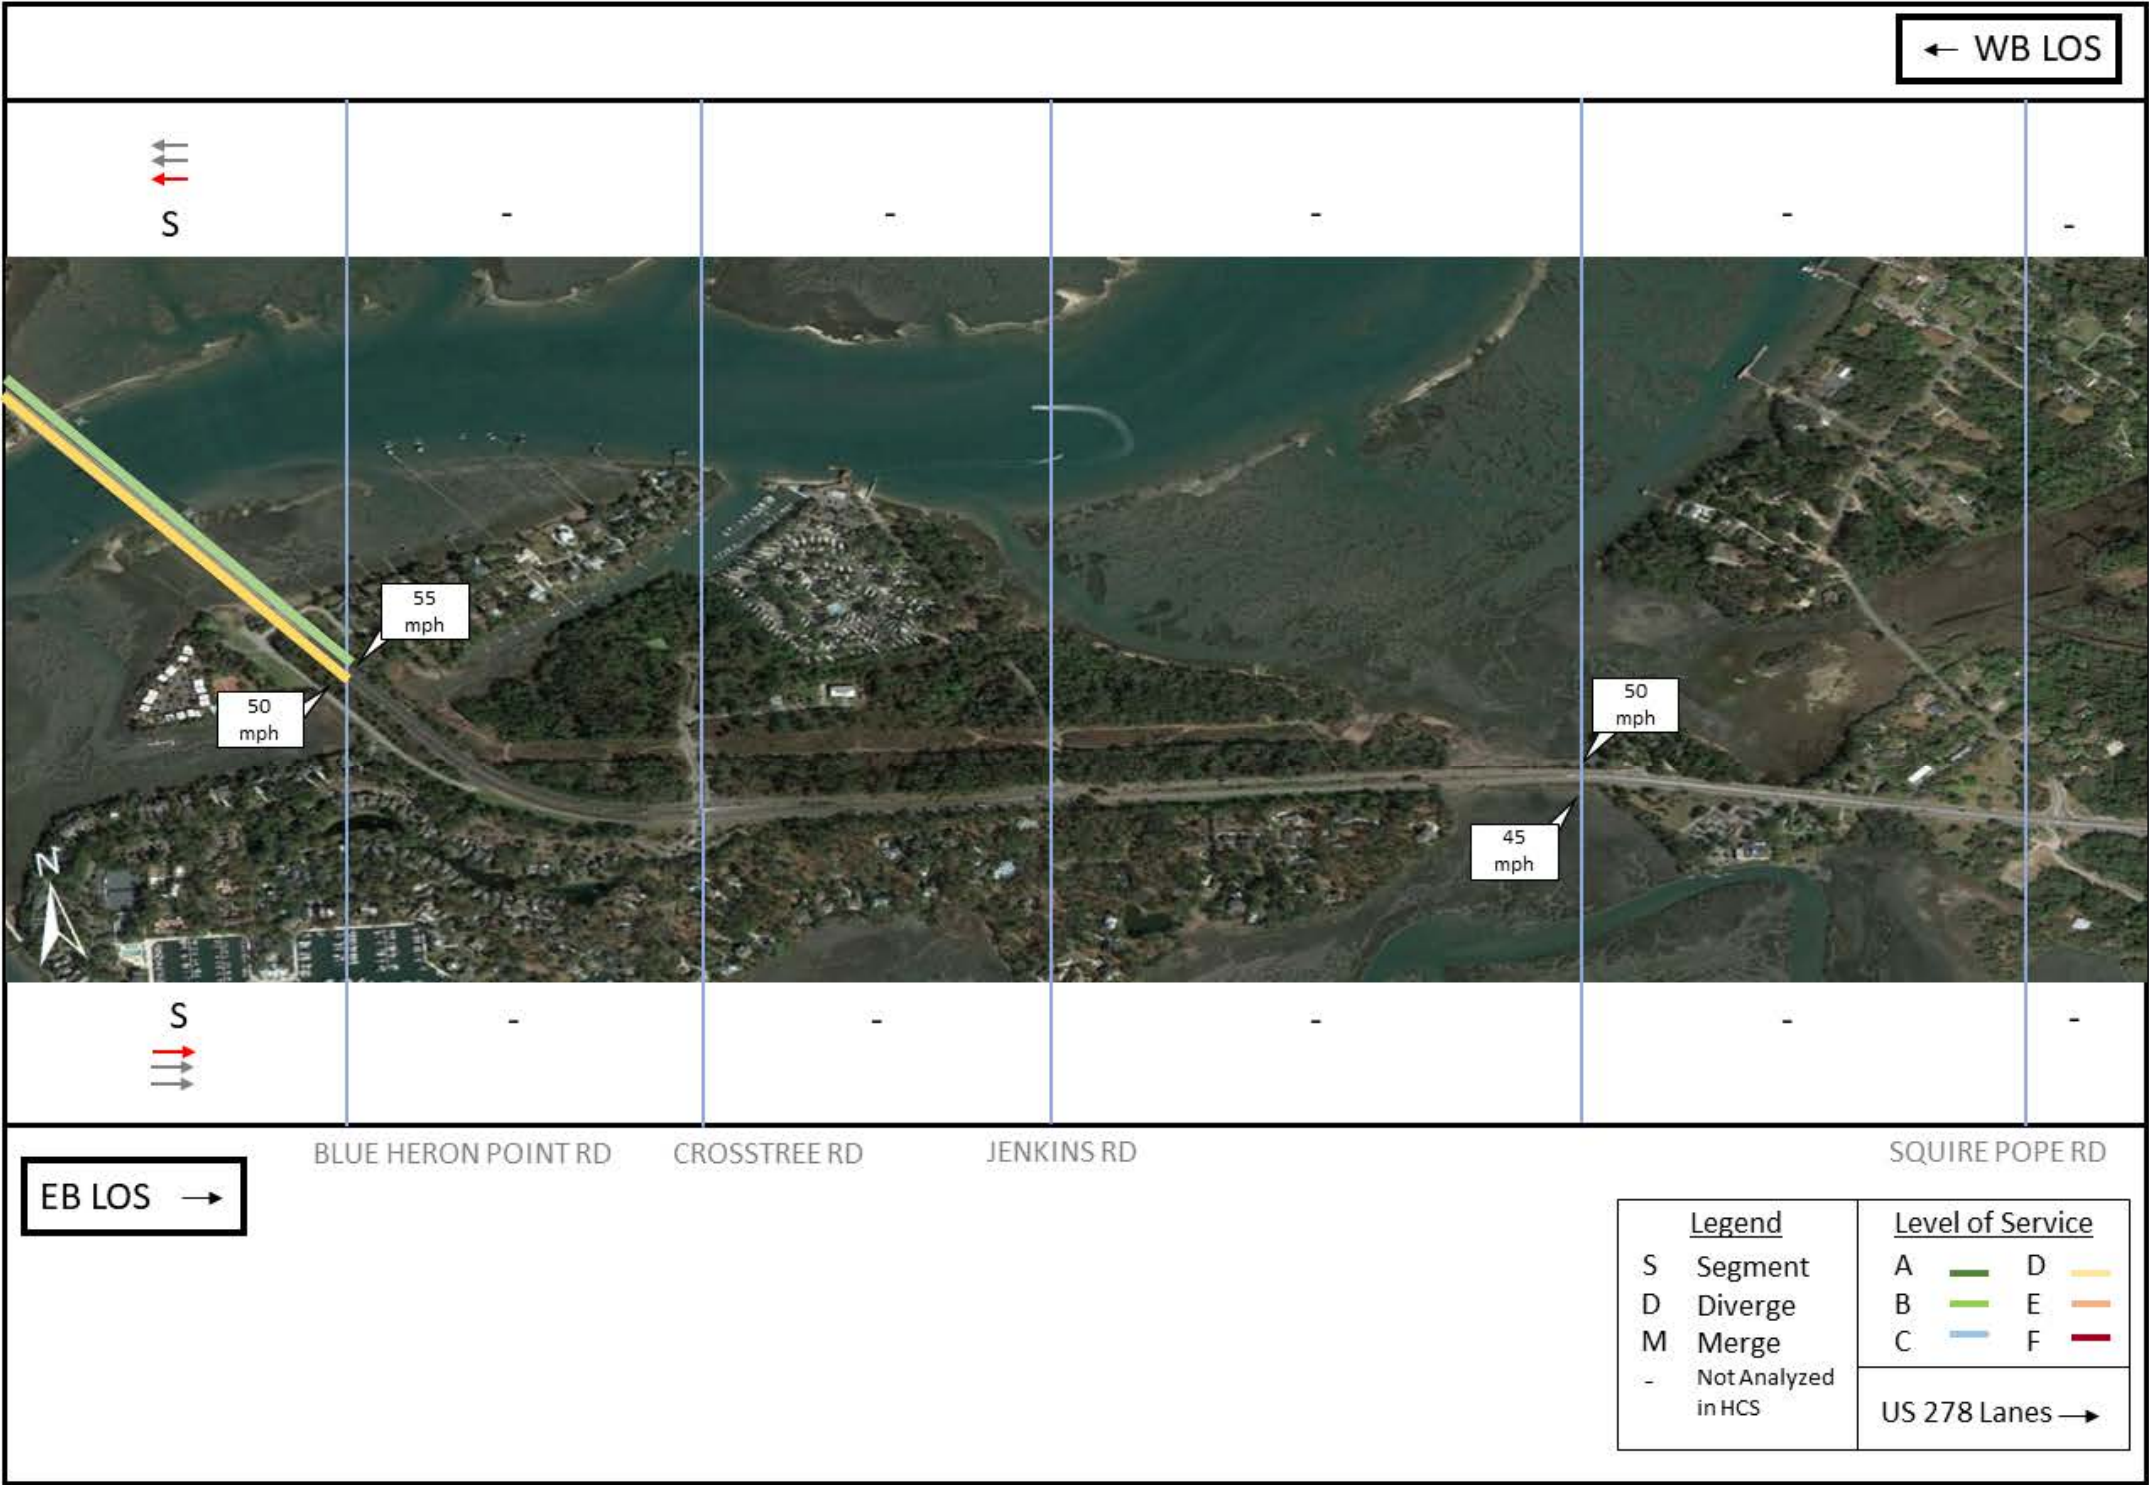 ← WB LOS
S
-
-
-
-
-
55
mph
50
mph
50
mph
45
mph
N
S
-
-
-
-
-
BLUE HERON POINT RD
CROSSTREE RD
JENKINS RD
SQUIRE POPE RD
EB LOS →
Legend
S Segment
D Diverge
M Merge
- Not Analyzed
in HCS
Level of Service
A D
B E
C F
US 278 Lanes →